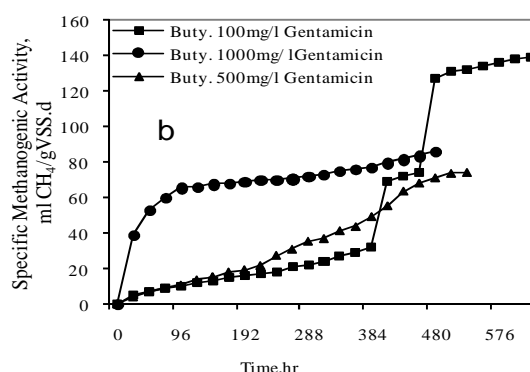 160
140
120
100
80
60
40
20
0
Specific Methanogenic Activity,
ml CH₄/gVSS.d
Buty. 100mg/l Gentamicin
Buty. 1000mg/ lGentamicin
Buty. 500mg/l Gentamicin
b
0 96 192 288 384 480 576
Time.hr